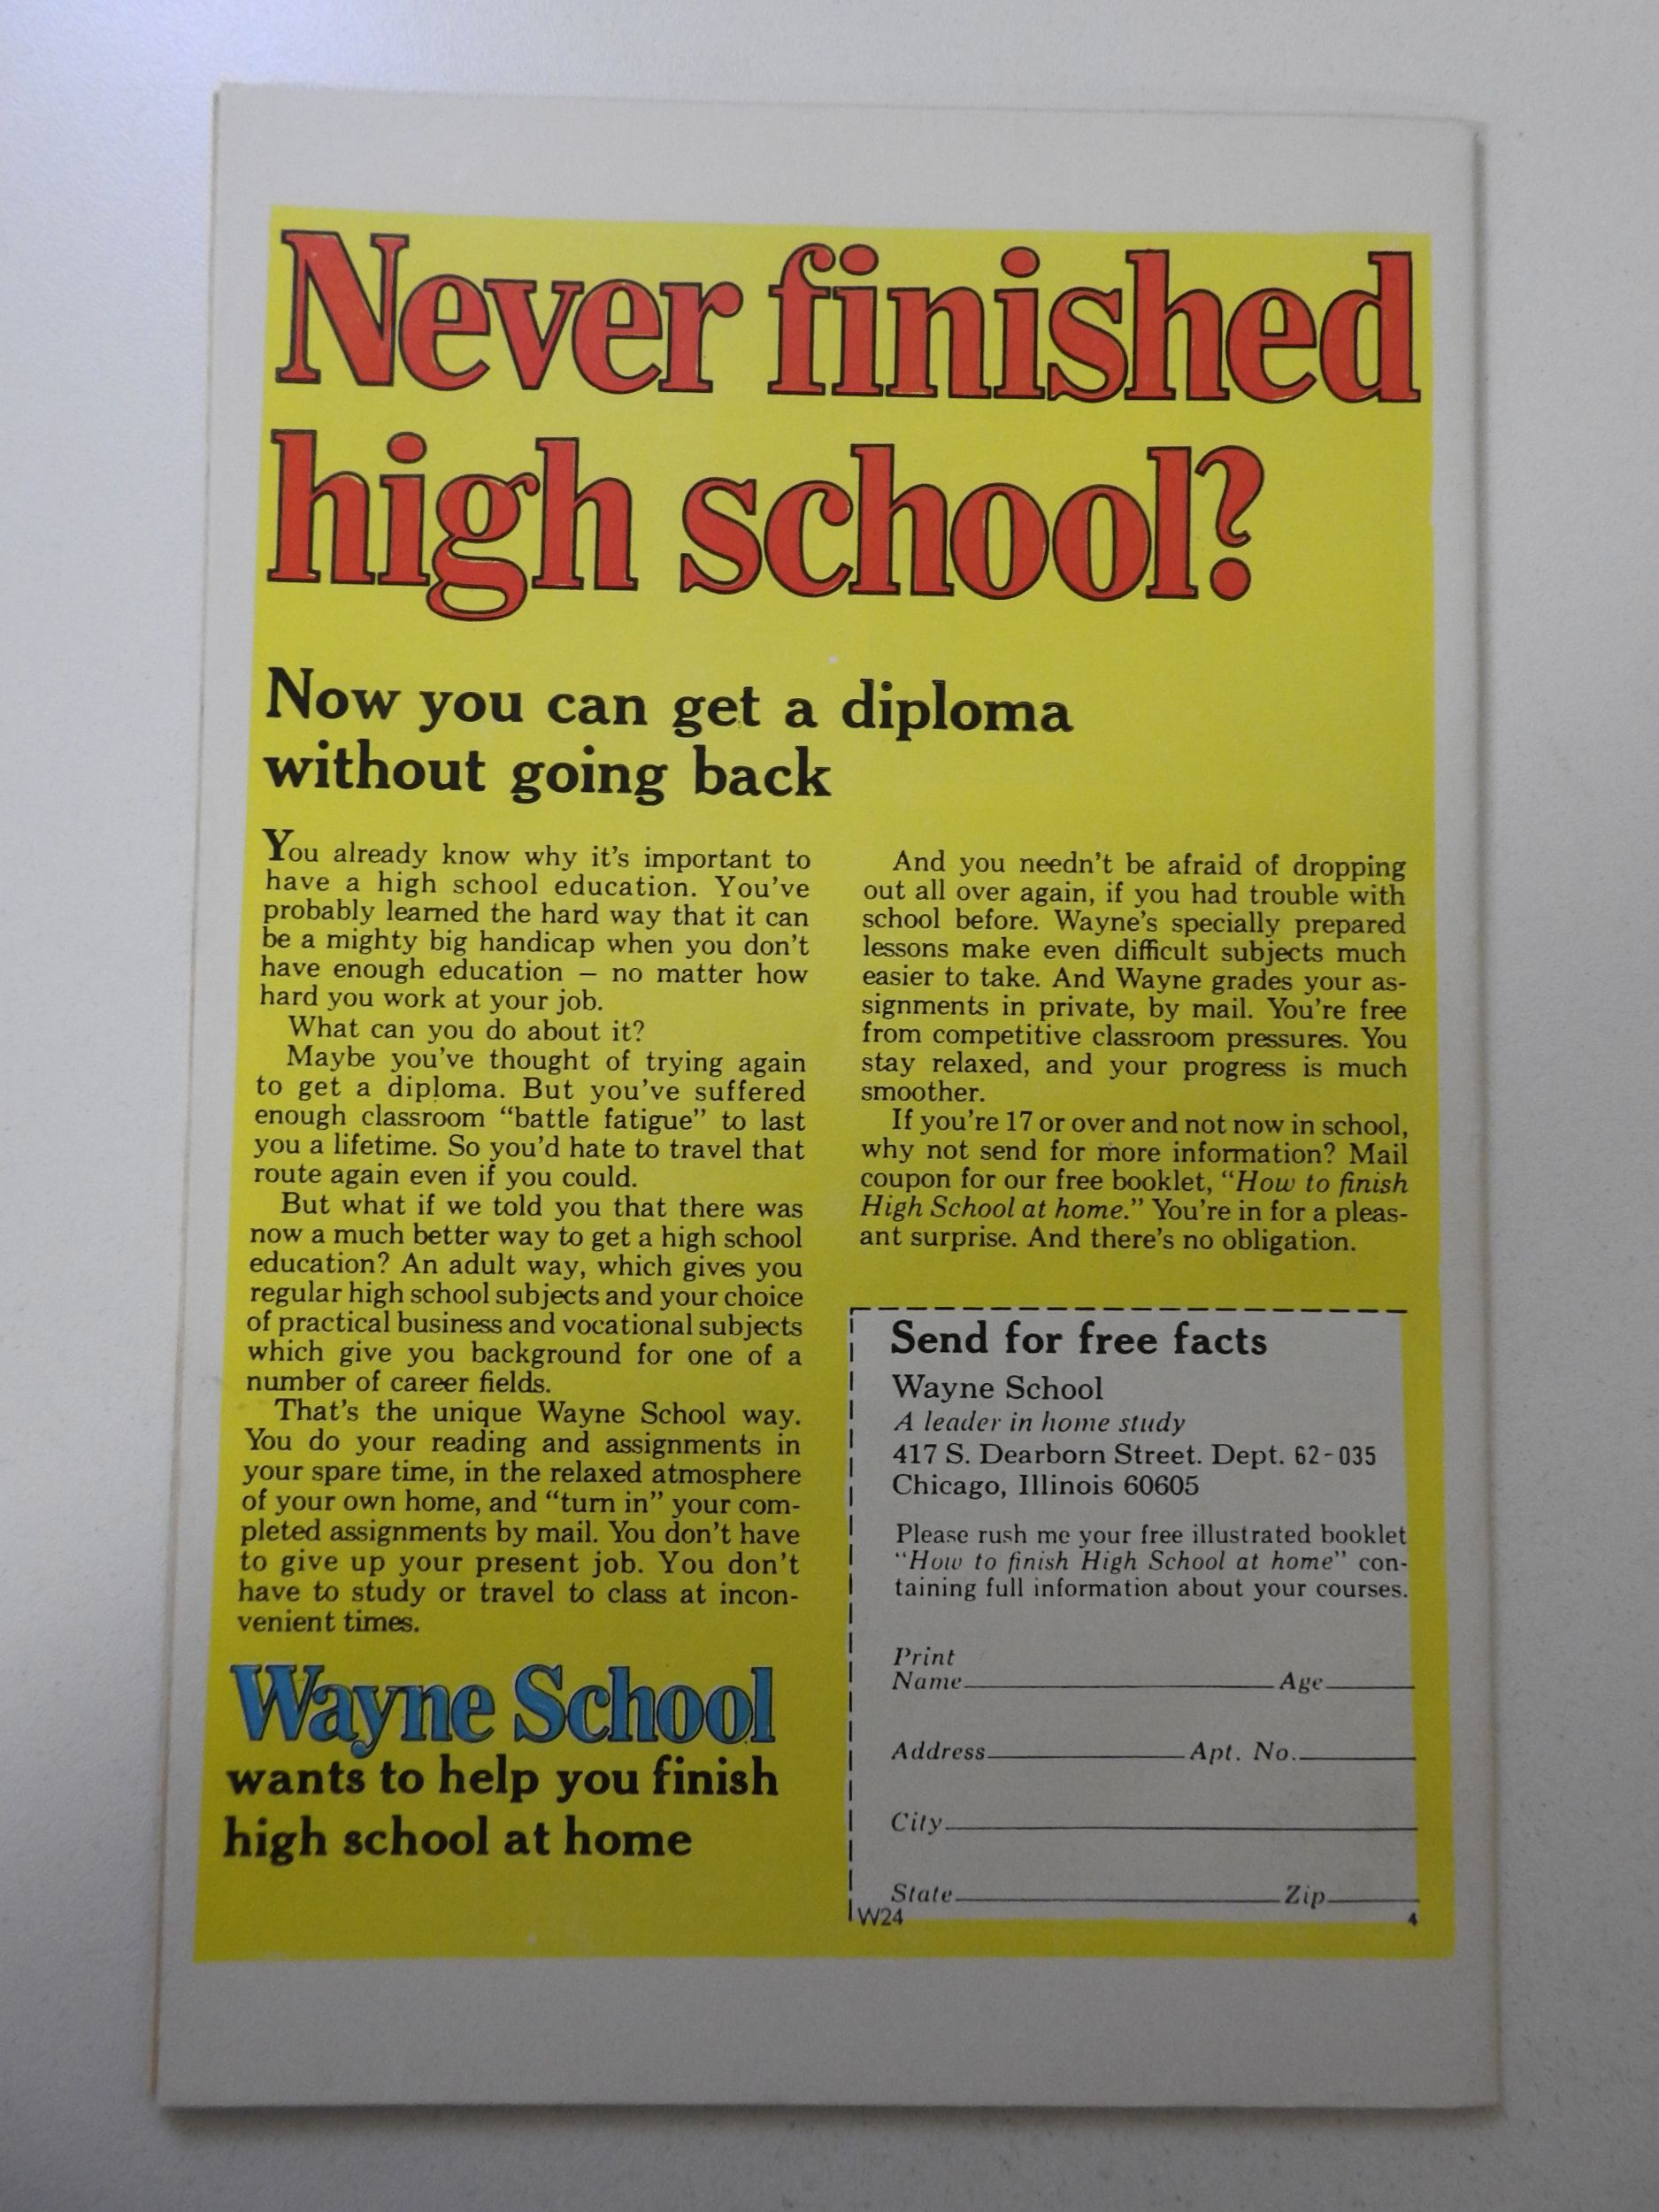 Never finished
high school?
Now you can get a diploma
without going back
You already know why it's important to
have a high school education. You've
probably learned the hard way that it can
be a mighty big handicap when you don't
have enough education – no matter how
hard you work at your job.
What can you do about it?
Maybe you've thought of trying again
to get a diploma. But you've suffered
enough classroom “battle fatigue” to last
you a lifetime. So you'd hate to travel that
route again even if you could.
But what if we told you that there was
now a much better way to get a high school
education? An adult way, which gives you
regular high school subjects and your choice
of practical business and vocational subjects
which give you background for one of a
number of career fields.
That's the unique Wayne School way.
You do your reading and assignments in
your spare time, in the relaxed atmosphere
of your own home, and “turn in” your com-
pleted assignments by mail. You don't have
to give up your present job. You don't
have to study or travel to class at incon-
venient times.
Wayne School
wants to help you finish
high school at home
And you needn't be afraid of dropping
out all over again, if you had trouble with
school before. Wayne's specially prepared
lessons make even difficult subjects much
easier to take. And Wayne grades your as-
signments in private, by mail. You're free
from competitive classroom pressures. You
stay relaxed, and your progress is much
smoother.
If you're 17 or over and not now in school,
why not send for more information? Mail
coupon for our free booklet, “How to finish
High School at home.” You're in for a pleas-
ant surprise. And there's no obligation.
Send for free facts
Wayne School
A leader in home study
417 S. Dearborn Street. Dept. 62-035
Chicago, Illinois 60605
Please rush me your free illustrated booklet
“How to finish High School at home” con-
taining full information about your courses.
Print
Name Age
Address Apt. No.
City
State Zip
W24 4